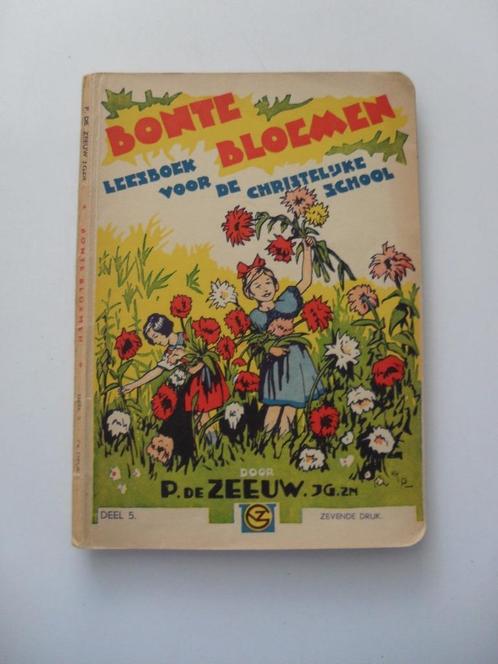 BONTE
BLOEMEN
LEESBOEK
VOOR DE CHRISTELIJKE
SCHOOL
DOOR
P. DE ZEEUW. JG.ZN
DEEL 5.
ZEVENDE DRUK.
P. DE ZEEUW JGZN * BONTE BLOEMEN *